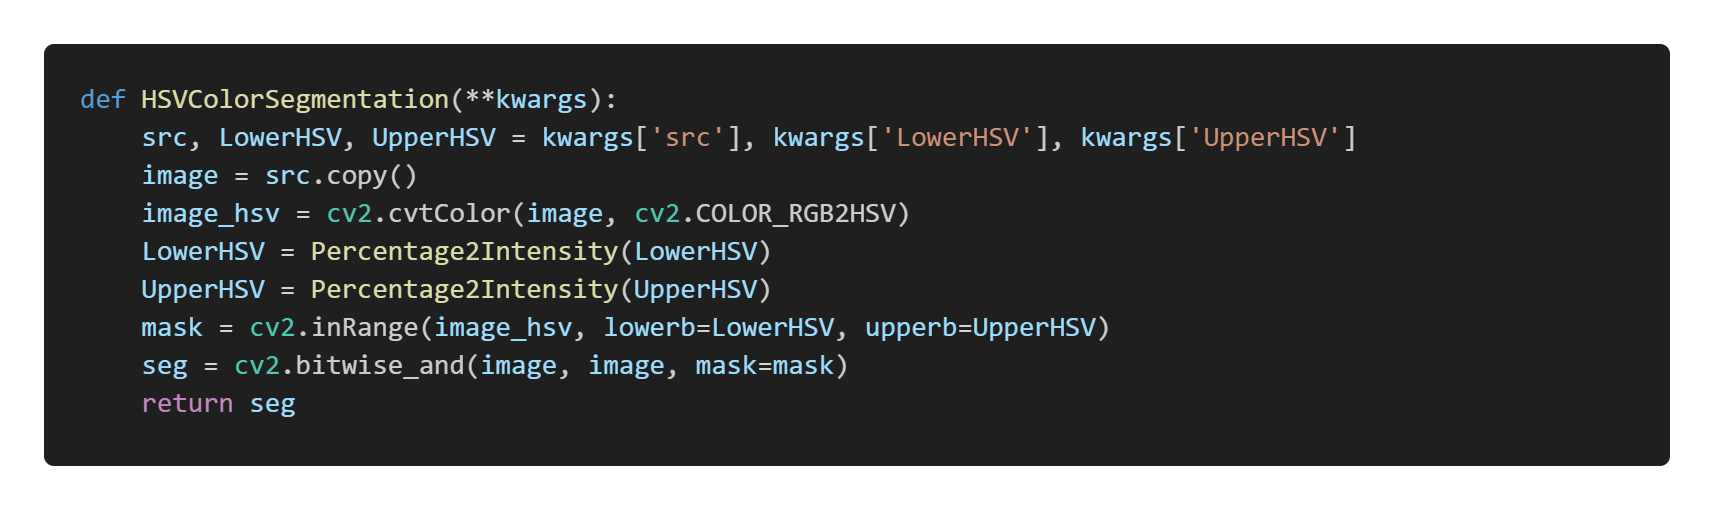 def HSVColorSegmentation(**kwargs):
    src, LowerHSV, UpperHSV = kwargs['src'], kwargs['LowerHSV'], kwargs['UpperHSV']
    image = src.copy()
    image_hsv = cv2.cvtColor(image, cv2.COLOR_RGB2HSV)
    LowerHSV = Percentage2Intensity(LowerHSV)
    UpperHSV = Percentage2Intensity(UpperHSV)
    mask = cv2.inRange(image_hsv, lowerb=LowerHSV, upperb=UpperHSV)
    seg = cv2.bitwise_and(image, image, mask=mask)
    return seg